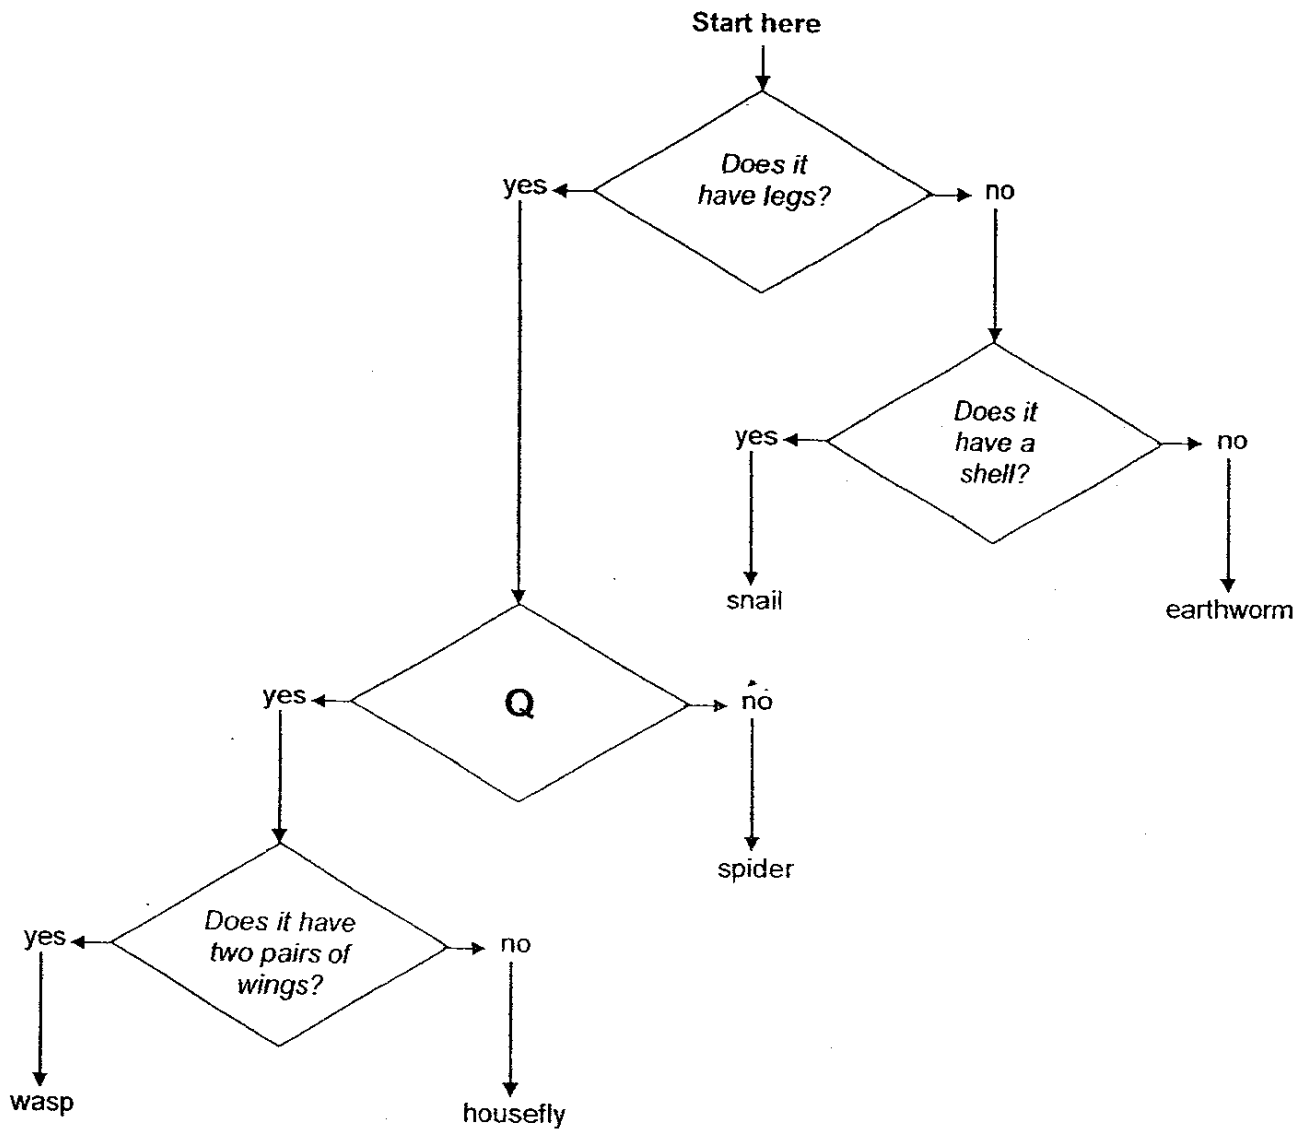 Start here
Does it
have legs?
yes
no
Does it
have a
shell?
yes
no
snail
earthworm
Q
yes
no
spider
Does it have
two pairs of
wings?
yes
no
wasp
housefly